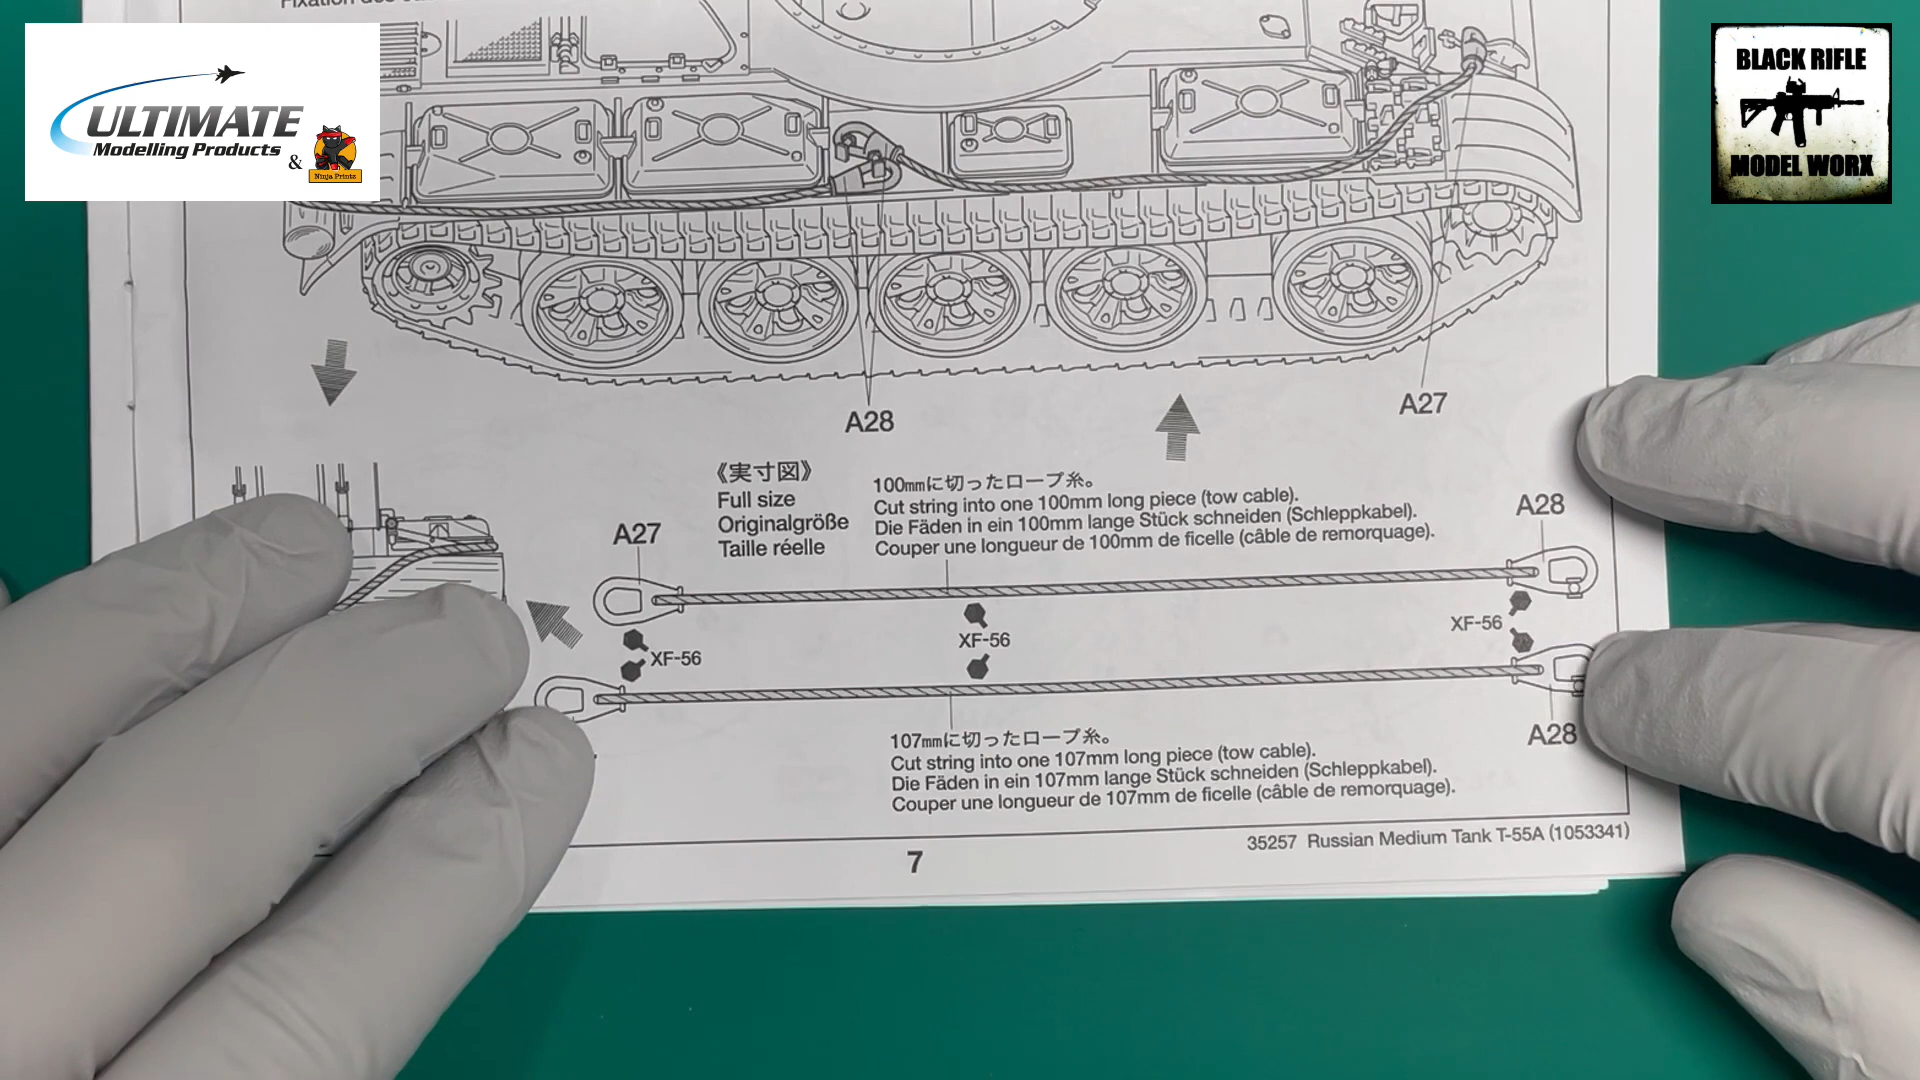 Fixation des
ULTIMATE
Modelling Products
&
Ninja Prints
BLACK RIFLE
MODEL WORX
A28
A27
《実寸図》
Full size
Originalgröße
Taille réelle
100mmに切ったロープ糸。
Cut string into one 100mm long piece (tow cable).
Die Fäden in ein 100mm lange Stück schneiden (Schleppkabel).
Couper une longueur de 100mm de ficelle (câble de remorquage).
A27
A28
XF-56
XF-56
XF-56
A28
107mmに切ったロープ糸。
Cut string into one 107mm long piece (tow cable).
Die Fäden in ein 107mm lange Stück schneiden (Schleppkabel).
Couper une longueur de 107mm de ficelle (câble de remorquage).
7
35257 Russian Medium Tank T-55A (1053341)